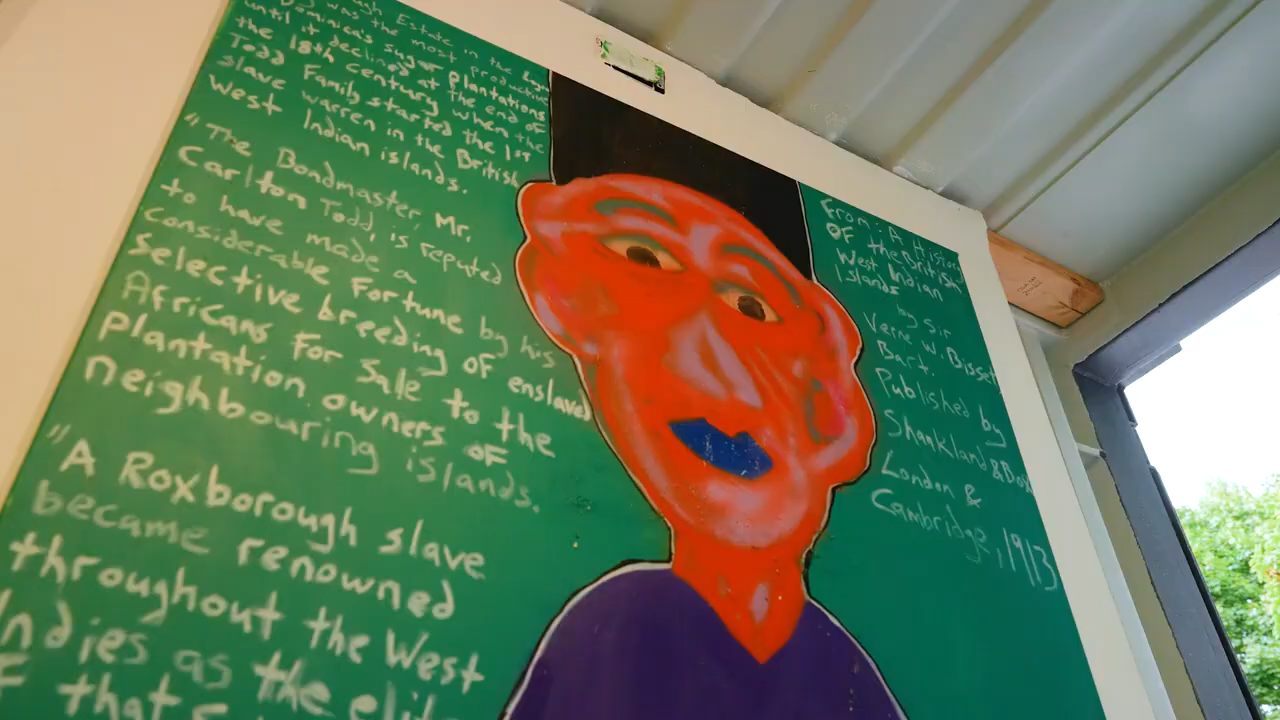 Estate in the
was the most productive
Dominica's sugar plantations
until it declined at the end of
the 18th century when the
Todd Family started the 1st
slave warren in the British
West Indian islands.
"The Bondmaster, Mr.
Carlton Todd, is reputed
to have made a
considerable Fortune by his
selective breeding of enslaved
Africans For Sale to the
plantation owners oF
neighbouring islands.
"A Roxborough slave
became renowned
throughout the West
Indies as the
that
From: A History
OF the British
West Indian
Islands
by Sir
Verne W. Bisset
Bart.
Published by
Shankland &
London &
Cambridge, 1913